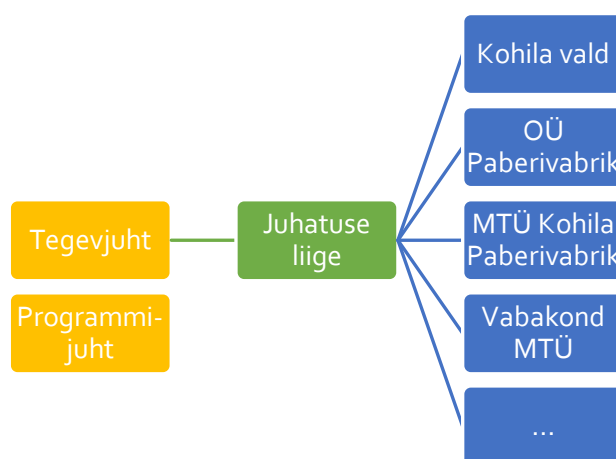 Kohila vald
OÜ
Paberivabrik
Tegevjuht
Juhatuse
liige
MTÜ Kohila
Paberivabrik
Programmi-
juht
Vabakond
MTÜ
...